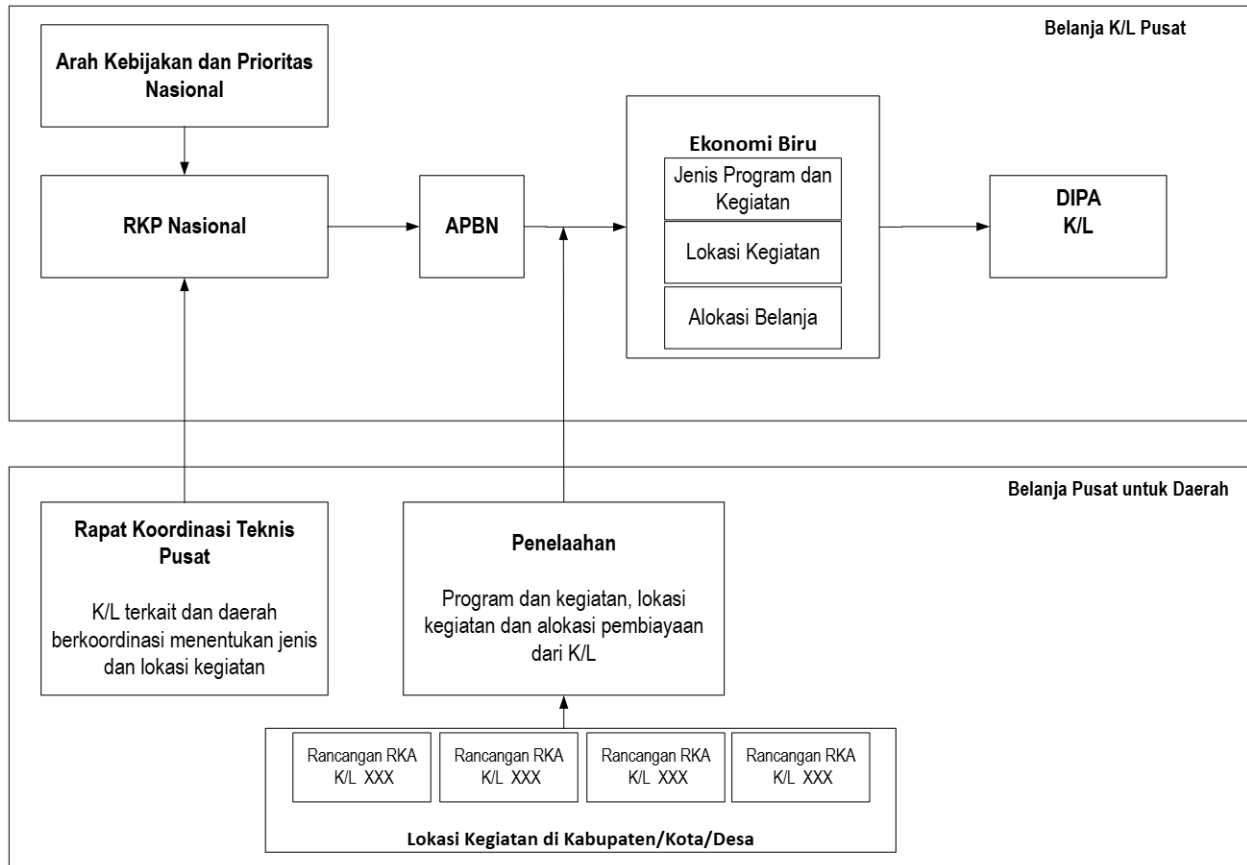 Belanja K/L Pusat
Arah Kebijakan dan Prioritas
Nasional
RKP Nasional
APBN
Ekonomi Biru
Jenis Program dan
Kegiatan
Lokasi Kegiatan
Alokasi Belanja
DIPA
K/L
Belanja Pusat untuk Daerah
Rapat Koordinasi Teknis
Pusat
K/L terkait dan daerah
berkoordinasi menentukan jenis
dan lokasi kegiatan
Penelaahan
Program dan kegiatan, lokasi
kegiatan dan alokasi pembiayaan
dari K/L
Rancangan RKA
K/L XXX
Rancangan RKA
K/L XXX
Rancangan RKA
K/L XXX
Rancangan RKA
K/L XXX
Lokasi Kegiatan di Kabupaten/Kota/Desa